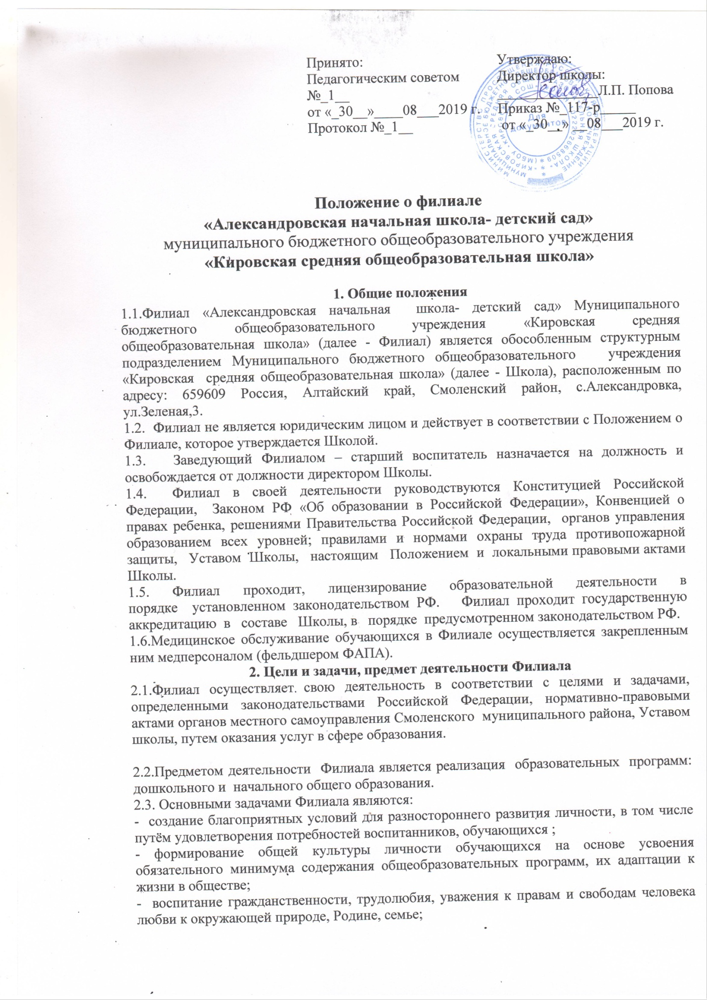 Принято:
Педагогическим советом
№_1__
от «_30__»____08___2019 г.
Протокол №_1__
Утверждаю:
Директор школы:
______________Л.П. Попова
Приказ №_117-р_____
от «_30__» __08___2019 г.
Для
документов
Положение о филиале
«Александровская начальная школа- детский сад»
муниципального бюджетного общеобразовательного учреждения
«Кировская средняя общеобразовательная школа»
1. Общие положения
1.1.Филиал «Александровская начальная школа- детский сад» Муниципального
бюджетного общеобразовательного учреждения «Кировская средняя
общеобразовательная школа» (далее - Филиал) является обособленным структурным
подразделением Муниципального бюджетного общеобразовательного учреждения
«Кировская средняя общеобразовательная школа» (далее - Школа), расположенным по
адресу: 659609 Россия, Алтайский край, Смоленский район, с.Александровка,
ул.Зеленая,3.
1.2. Филиал не является юридическим лицом и действует в соответствии с Положением о
Филиале, которое утверждается Школой.
1.3. Заведующий Филиалом – старший воспитатель назначается на должность и
освобождается от должности директором Школы.
1.4. Филиал в своей деятельности руководствуются Конституцией Российской
Федерации, Законом РФ «Об образовании в Российской Федерации», Конвенцией о
правах ребенка, решениями Правительства Российской Федерации, органов управления
образованием всех уровней; правилами и нормами охраны труда противопожарной
защиты, Уставом Школы, настоящим Положением и локальными правовыми актами
Школы.
1.5. Филиал проходит, лицензирование образовательной деятельности в
порядке установленном законодательством РФ. Филиал проходит государственную
аккредитацию в составе Школы, в порядке предусмотренном законодательством РФ.
1.6.Медицинское обслуживание обучающихся в Филиале осуществляется закрепленным
ним медперсоналом (фельдшером ФАПА).
2. Цели и задачи, предмет деятельности Филиала
2.1.Филиал осуществляет. свою деятельность в соответствии с целями и задачами,
определенными законодательствами Российской Федерации, нормативно-правовыми
актами органов местного самоуправления Смоленского муниципального района, Уставом
школы, путем оказания услуг в сфере образования.
2.2.Предметом деятельности Филиала является реализация образовательных программ:
дошкольного и начального общего образования.
2.3. Основными задачами Филиала являются:
- создание благоприятных условий для разностороннего развития личности, в том числе
путём удовлетворения потребностей воспитанников, обучающихся ;
- формирование общей культуры личности обучающихся на основе усвоения
обязательного минимума содержания общеобразовательных программ, их адаптации к
жизни в обществе;
- воспитание гражданственности, трудолюбия, уважения к правам и свободам человека
любви к окружающей природе, Родине, семье;